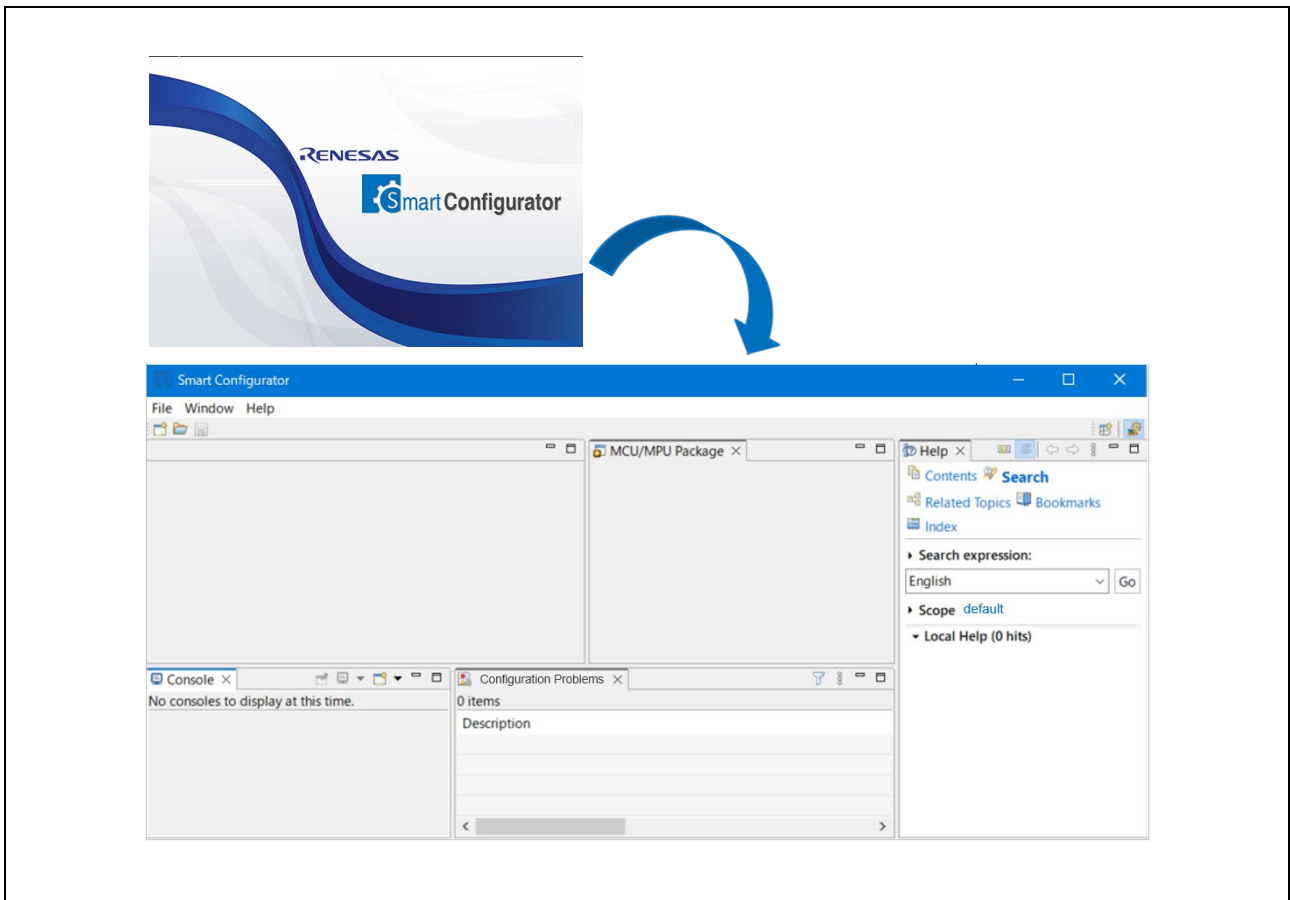 RENESAS
Smart Configurator
Smart Configurator
File Window Help
MCU/MPU Package
Help
Contents Search
Related Topics Bookmarks
Index
Search expression:
English Go
Scope default
Local Help (0 hits)
Console
No consoles to display at this time.
Configuration Problems
0 items
Description